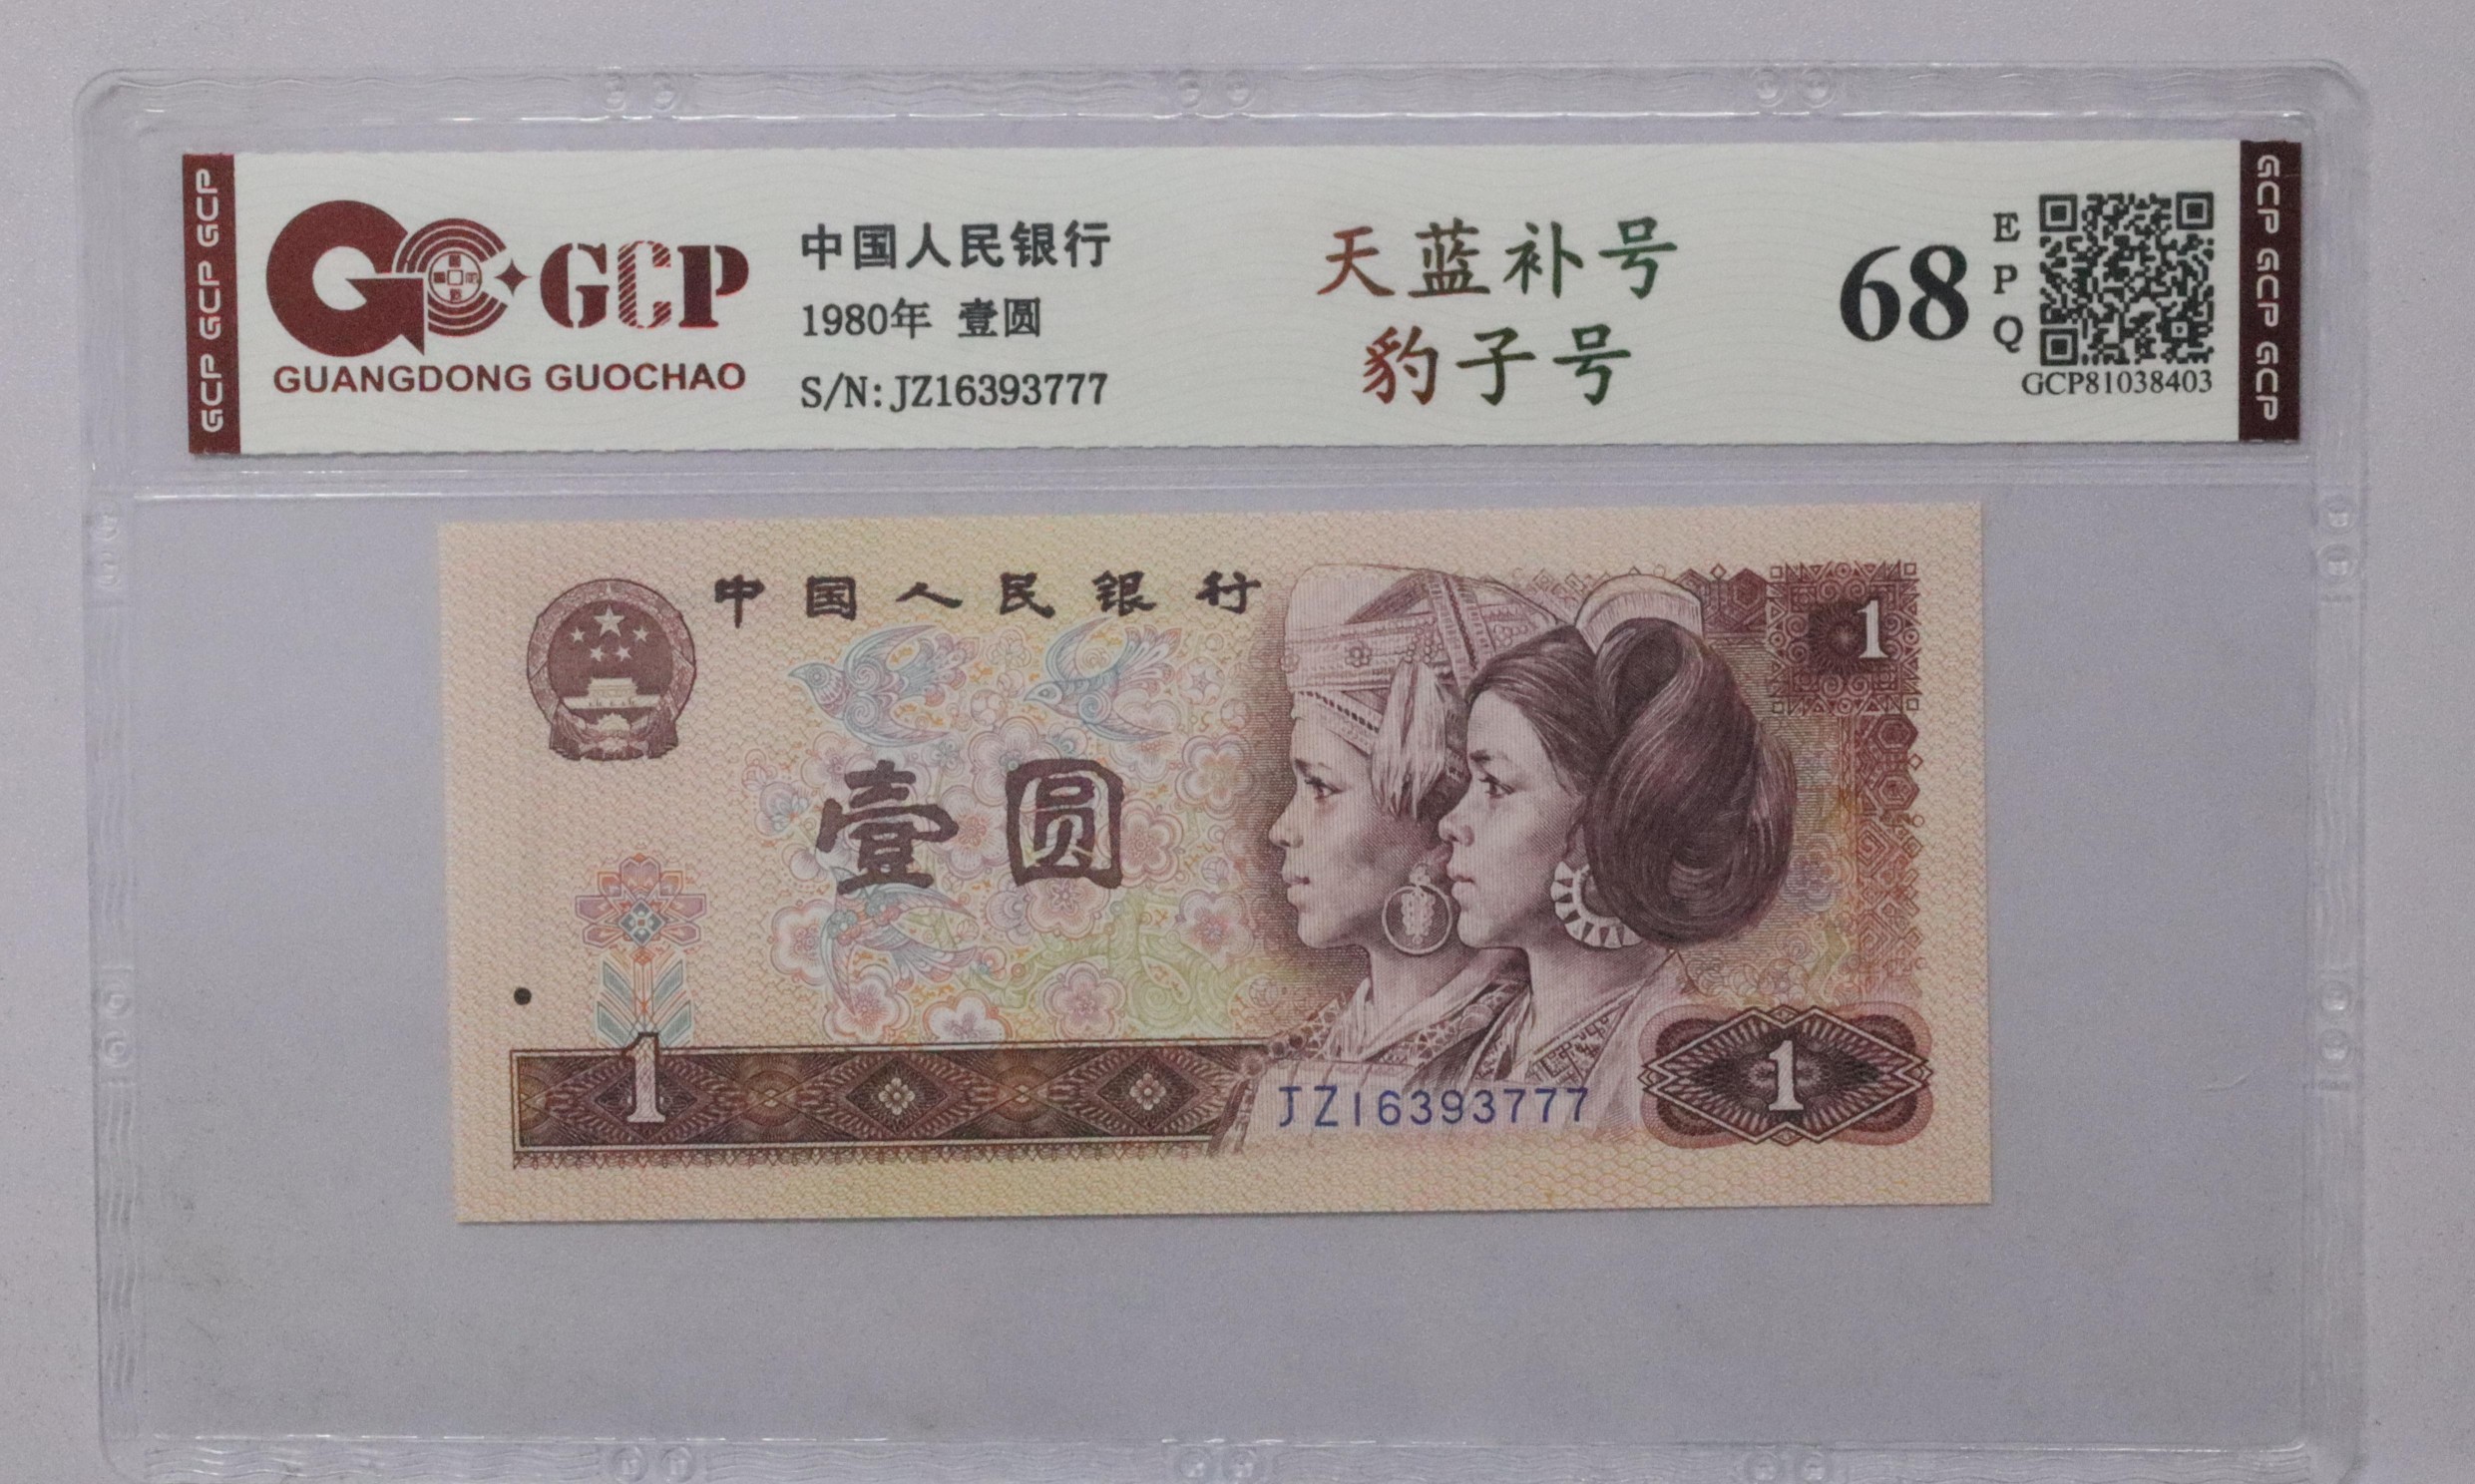 GCP GCP GCP
GCP
GUANGDONG GUOCHAO
中国人民银行
1980年 壹圆
S/N: JZ16393777
天蓝补号
豹子号
68
E
P
Q
GCP81038403
GCP GCP GCP
中国人民银行
1
壹圆
1
JZ16393777
1